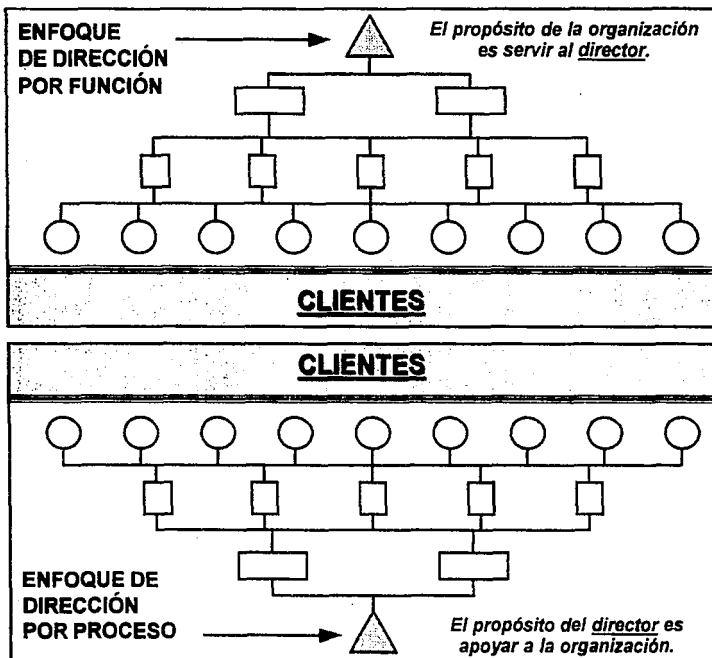 ENFOQUE
DE DIRECCIÓN
POR FUNCIÓN
El propósito de la organización
es servir al director.
CLIENTES
CLIENTES
ENFOQUE DE
DIRECCIÓN
POR PROCESO
El propósito del director es
apoyar a la organización.